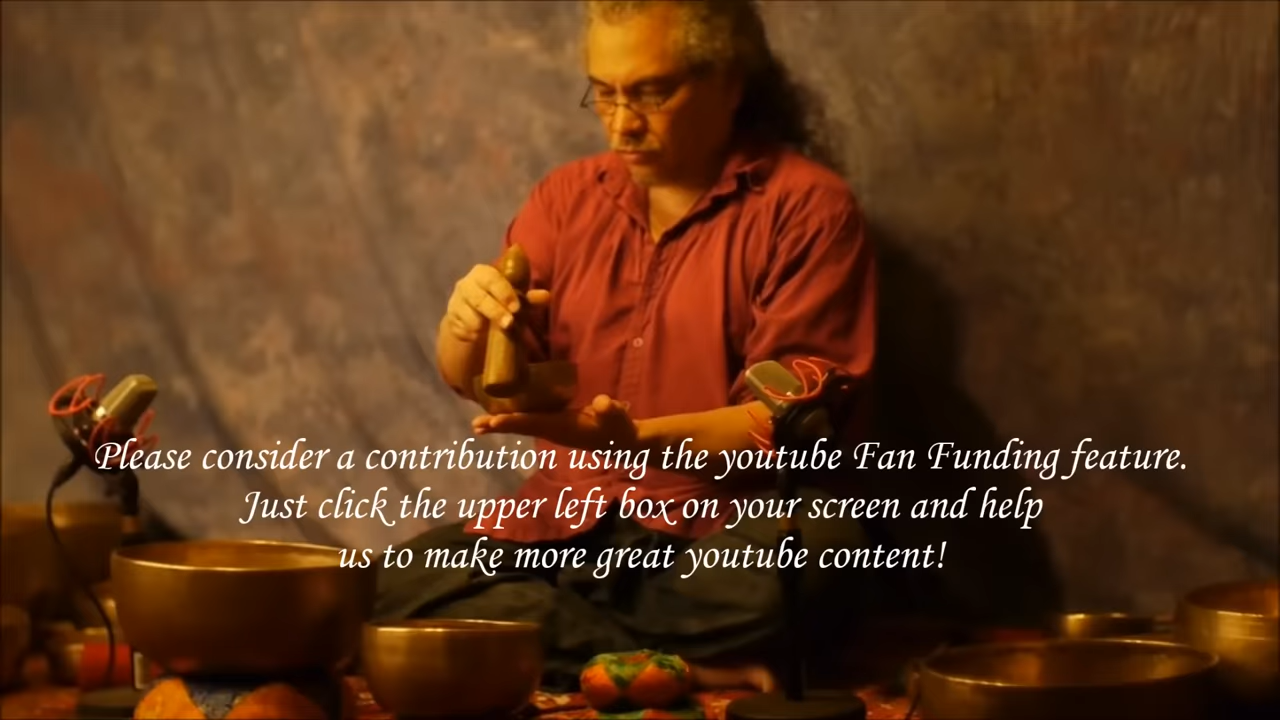 Please consider a contribution using the youtube Fan Funding feature.
Just click the upper left box on your screen and help
us to make more great youtube content!